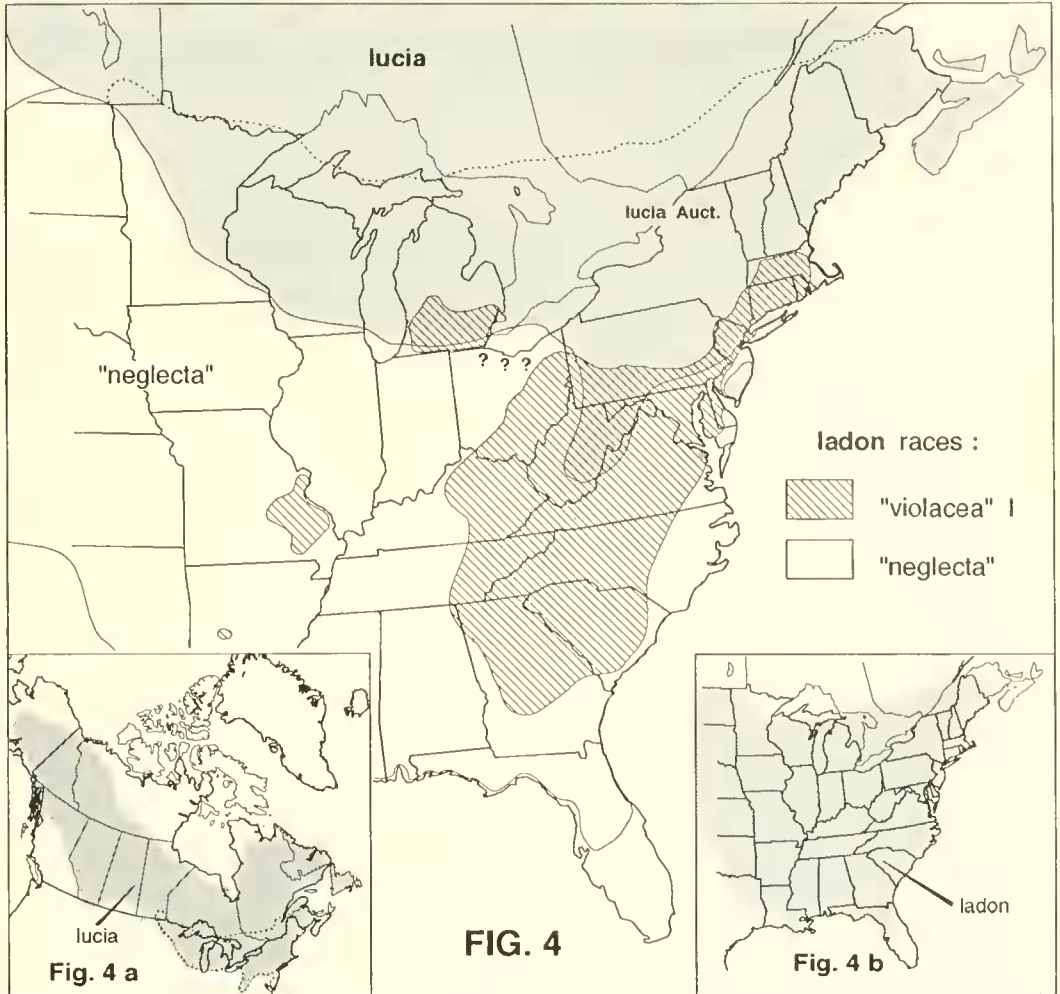 lucia
lucia Auct.
"neglecta"
? ? ?
ladon races :
"violacea" I
"neglecta"
lucia
Fig. 4 a
FIG. 4
ladon
Fig. 4 b